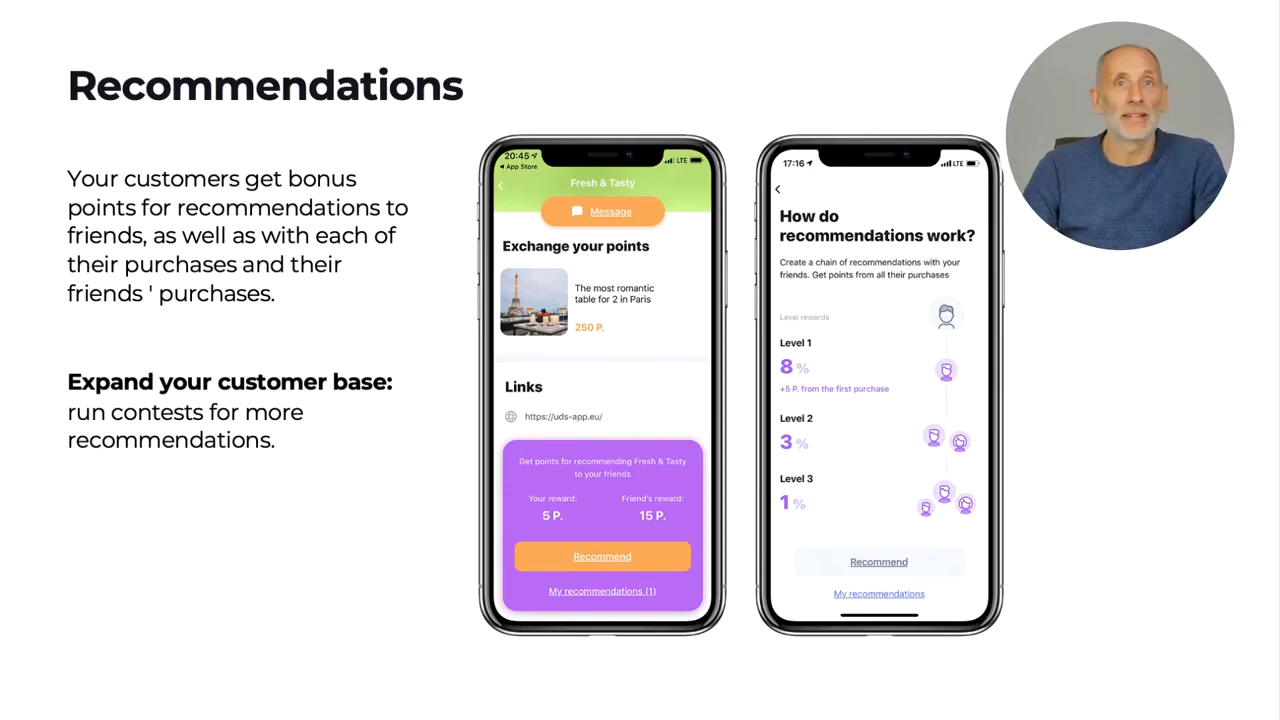 Recommendations
Your customers get bonus
points for recommendations to
friends, as well as with each of
their purchases and their
friends ' purchases.
Expand your customer base:
run contests for more
recommendations.
20:45
LTE
App Store
Fresh & Tasty
Message
Exchange your points
The most romantic
table for 2 in Paris
250 P.
Links
https://uds-app.eu/
Get points for recommending Fresh & Tasty
to your friends
Your reward:
Friend's reward:
5 P.
15 P.
Recommend
My recommendations (1)
17:16
LTE
How do
recommendations work?
Create a chain of recommendations with your
friends. Get points from all their purchases
Level rewards
Level 1
8 %
+5 P. from the first purchase
Level 2
3 %
Level 3
1 %
Recommend
My recommendations